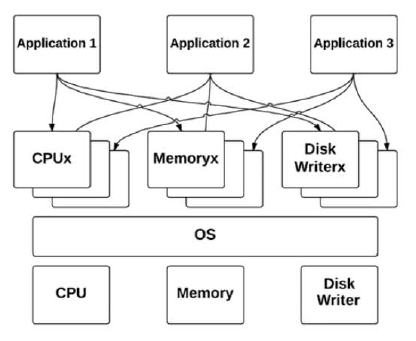 Application 1
Application 2
Application 3
CPUx
Memoryx
Disk
Writerx
OS
CPU
Memory
Disk
Writer